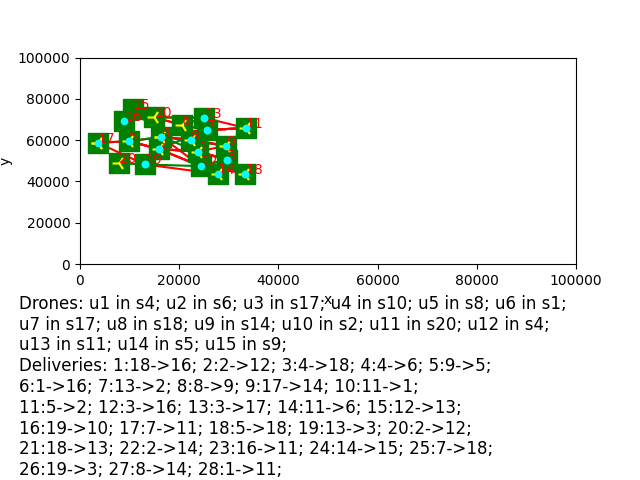 100000
80000
60000
y
40000
20000
0
0 20000 40000 60000 80000 100000
x
Drones: u1 in s4; u2 in s6; u3 in s17; u4 in s10; u5 in s8; u6 in s1;
u7 in s17; u8 in s18; u9 in s14; u10 in s2; u11 in s20; u12 in s4;
u13 in s11; u14 in s5; u15 in s9;
Deliveries: 1:18->16; 2:2->12; 3:4->18; 4:4->6; 5:9->5;
6:1->16; 7:13->2; 8:8->9; 9:17->14; 10:11->1;
11:5->2; 12:3->16; 13:3->17; 14:11->6; 15:12->13;
16:19->10; 17:7->11; 18:5->18; 19:13->3; 20:2->12;
21:18->13; 22:2->14; 23:16->11; 24:14->15; 25:7->18;
26:19->3; 27:8->14; 28:1->11;